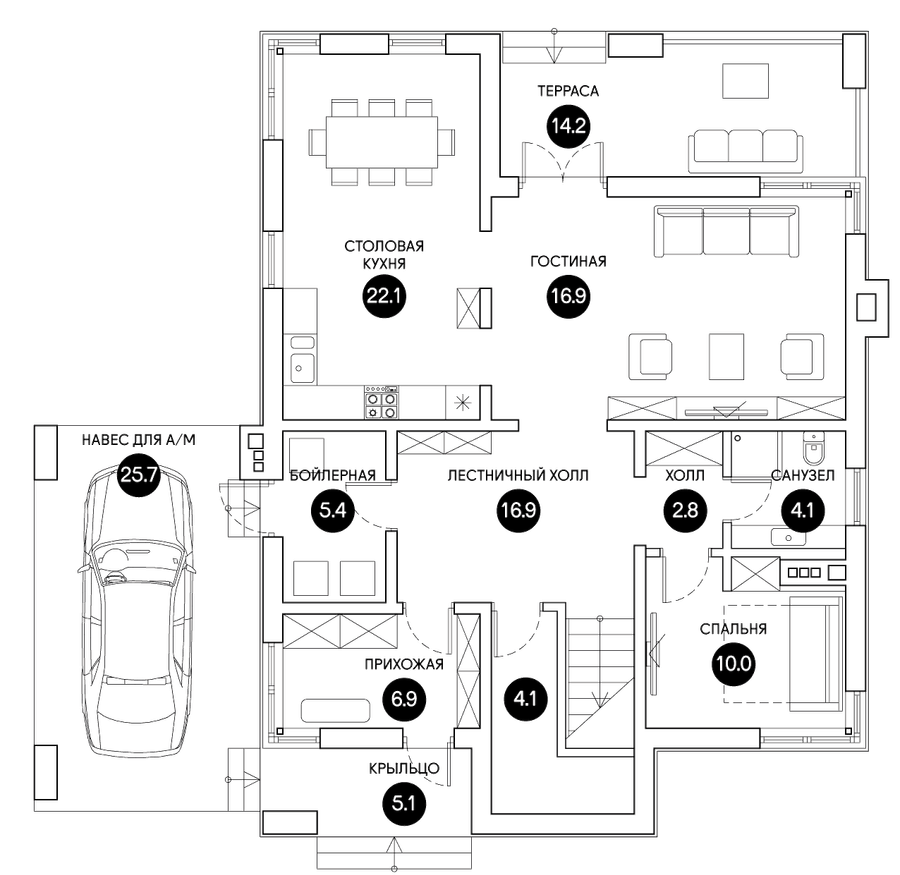 ТЕРРАСА
14.2
СТОЛОВАЯ
КУХНЯ
22.1
ГОСТИНАЯ
16.9
НАВЕС ДЛЯ А/М
25.7
БОЙЛЕРНАЯ
5.4
ЛЕСТНИЧНЫЙ ХОЛЛ
16.9
ХОЛЛ
2.8
САНУЗЕЛ
4.1
СПАЛЬНЯ
10.0
ПРИХОЖАЯ
6.9
4.1
КРЫЛЬЦО
5.1